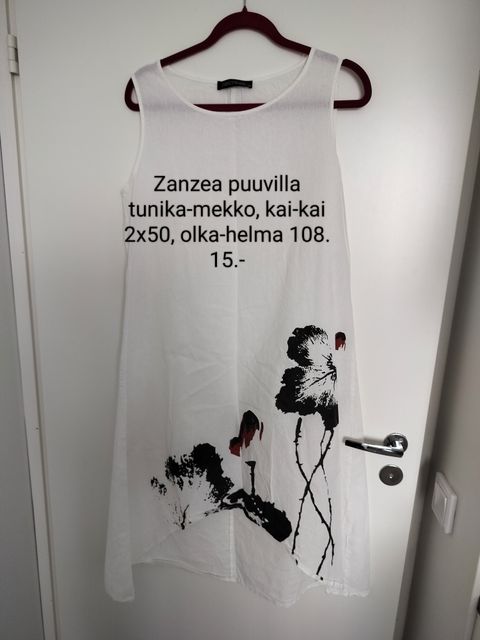 Zanzea puuvilla
tunika-mekko, kai-kai
2x50, olka-helma 108.
15.-